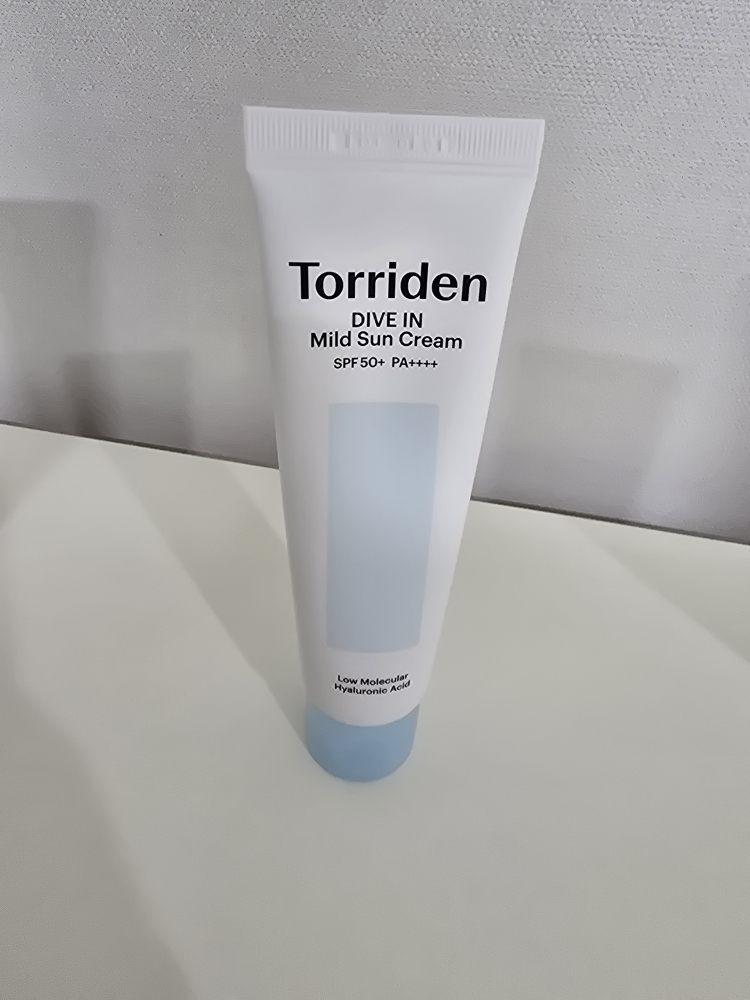 Torriden
DIVE IN
Mild Sun Cream
SPF50+ PA++++
Low Molecular
Hyaluronic Acid